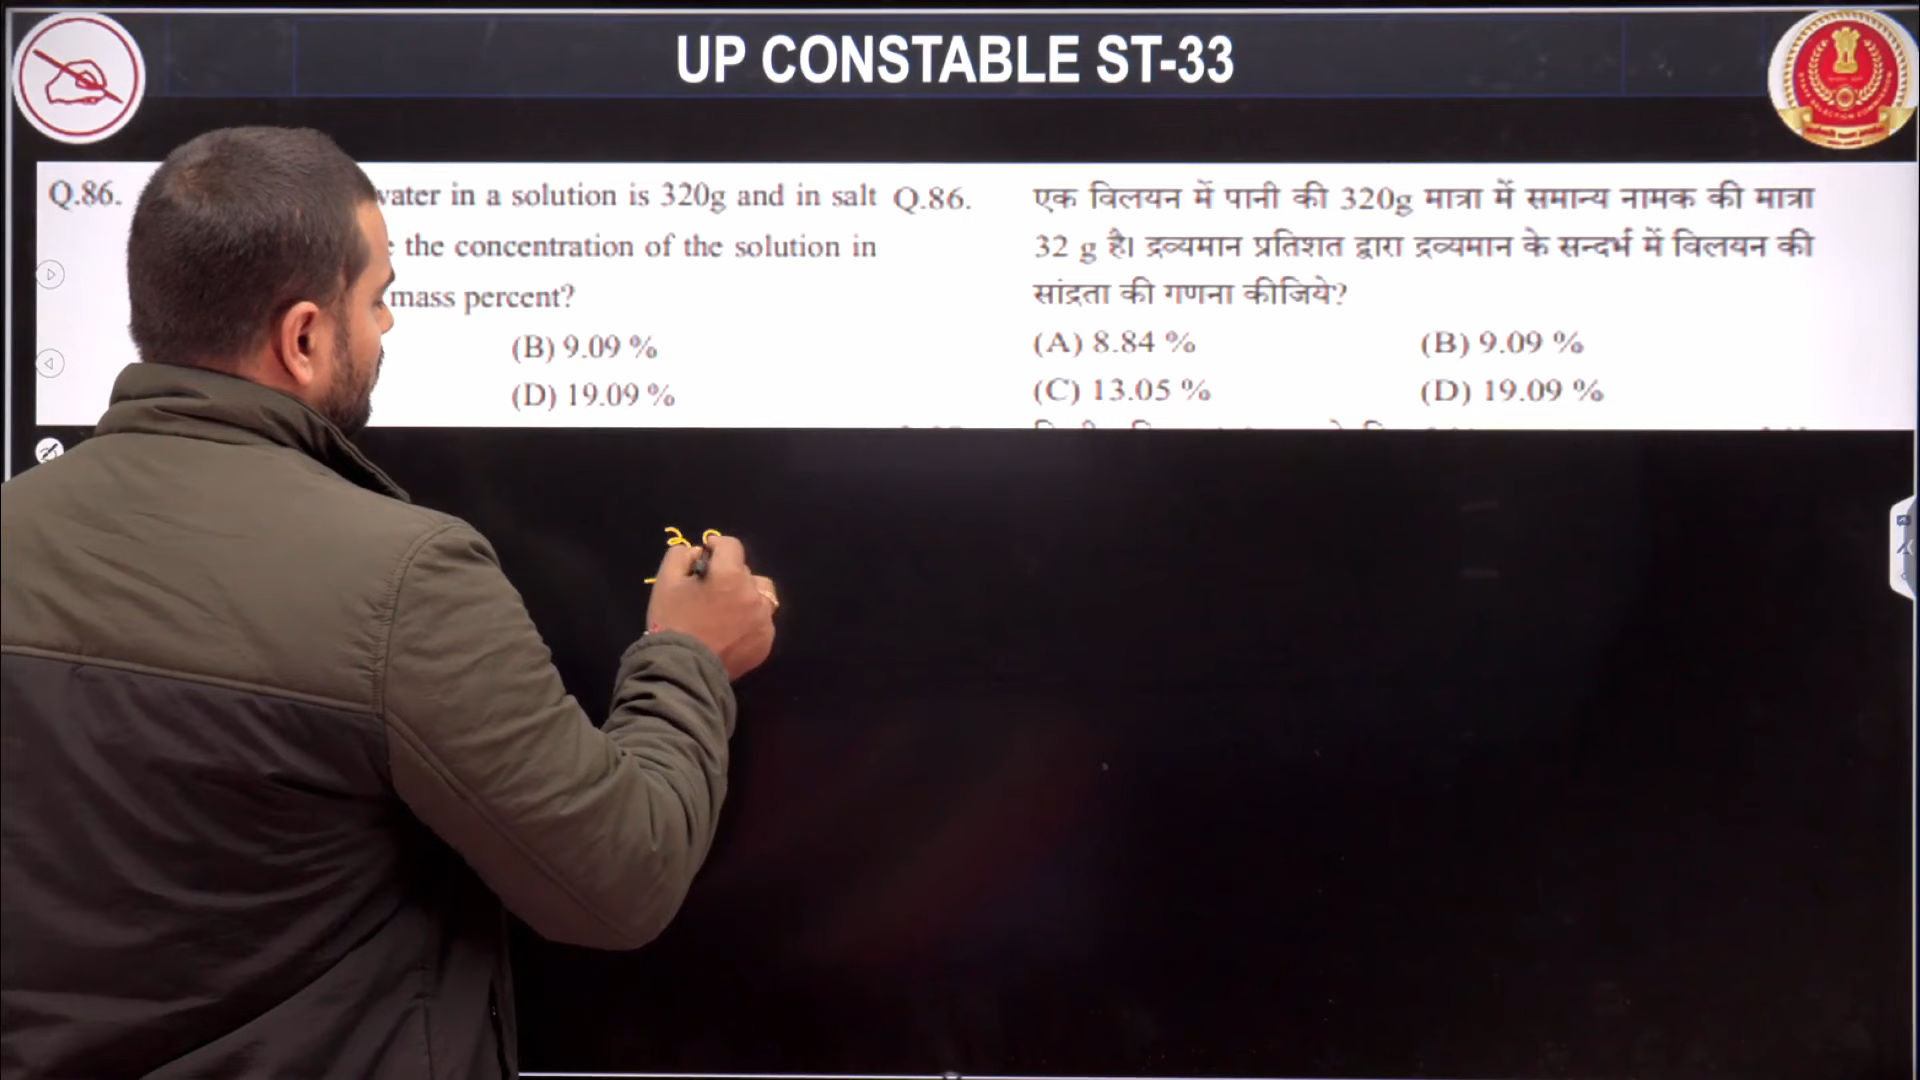 UP CONSTABLE ST-33
Q.86.
water in a solution is 320g and in salt
the concentration of the solution in
mass percent?
(B) 9.09 %
(D) 19.09 %
Q.86.
एक विलयन में पानी की 320g मात्रा में समान्य नामक की मात्रा
32 g है। द्रव्यमान प्रतिशत द्वारा द्रव्यमान के सन्दर्भ में विलयन की
सांद्रता की गणना कीजिये?
(A) 8.84 %
(B) 9.09 %
(C) 13.05 %
(D) 19.09 %